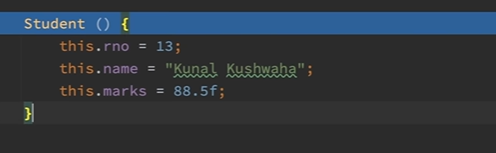 Student () {
this.rno = 13;
this.name = "Kunal Kushwaha";
this.marks = 88.5f;
}